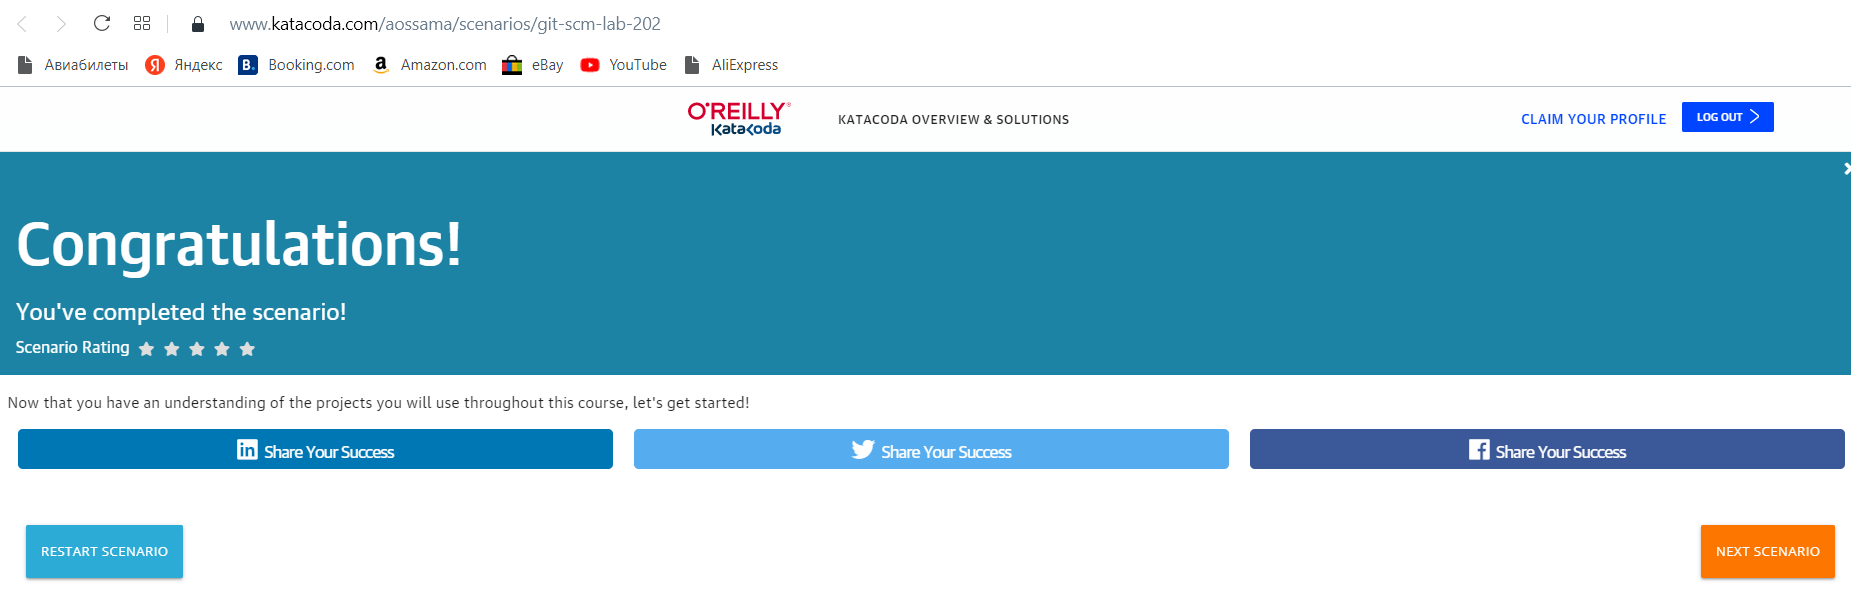 www.katacoda.com/aossama/scenarios/git-scm-lab-202
Авиабилеты Я Яндекс B. Booking.com a Amazon.com eBay YouTube AliExpress
O'REILLY®
KataKoda
KATACODA OVERVIEW & SOLUTIONS
CLAIM YOUR PROFILE
LOG OUT
Congratulations!
You've completed the scenario!
Scenario Rating
Now that you have an understanding of the projects you will use throughout this course, let's get started!
in Share Your Success
Share Your Success
f Share Your Success
RESTART SCENARIO
NEXT SCENARIO